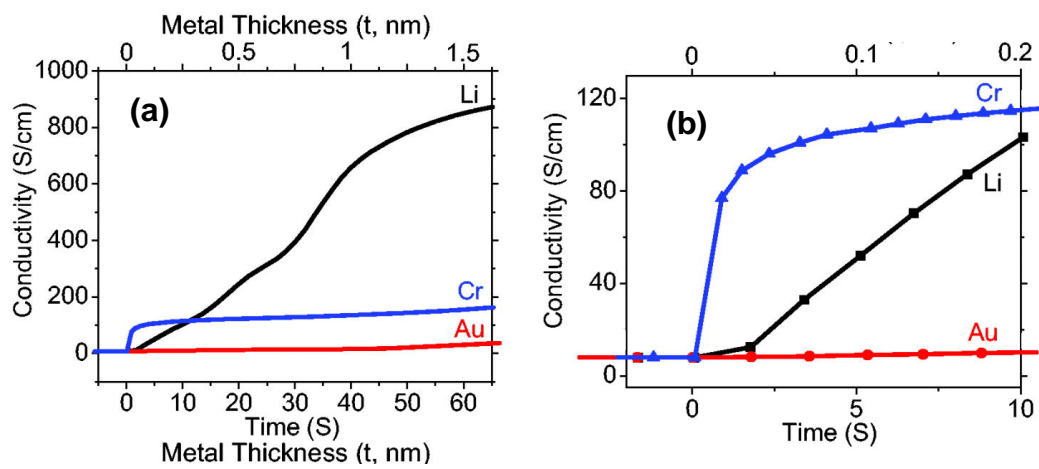 Metal Thickness (t, nm)
0 0.5 1 1.5
1000
800
600
400
200
0
Conductivity (S/cm)
(a)
Li
Cr
Au
0 10 20 30 40 50 60
Time (S)
Metal Thickness (t, nm)
0 0.1 0.2
120
80
40
0
Conductivity (S/cm)
(b)
Cr
Li
Au
0 5 10
Time (S)